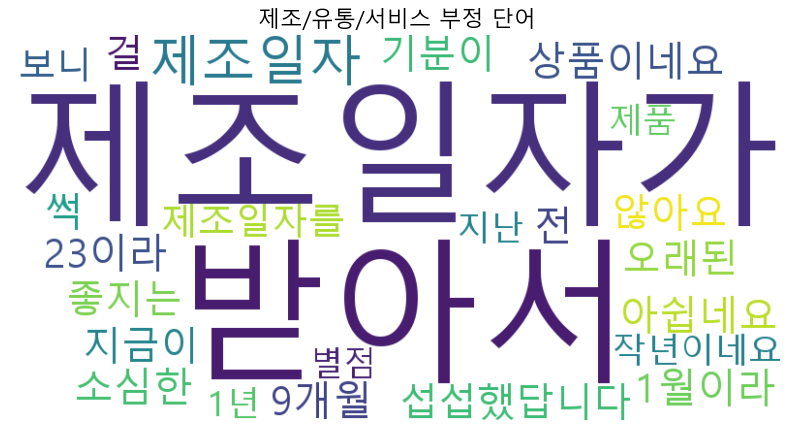 제조/유통/서비스 부정 단어
보니 걸 제조일자 기분이 상품이네요
제조일자가
제품
썩 제조일자를 지난 전 않아요
23이라 받아서 오래된
좋지는 아쉽네요
지금이 별점 작년이네요
소심한 1년 9개월 섭섭했답니다 1월이라